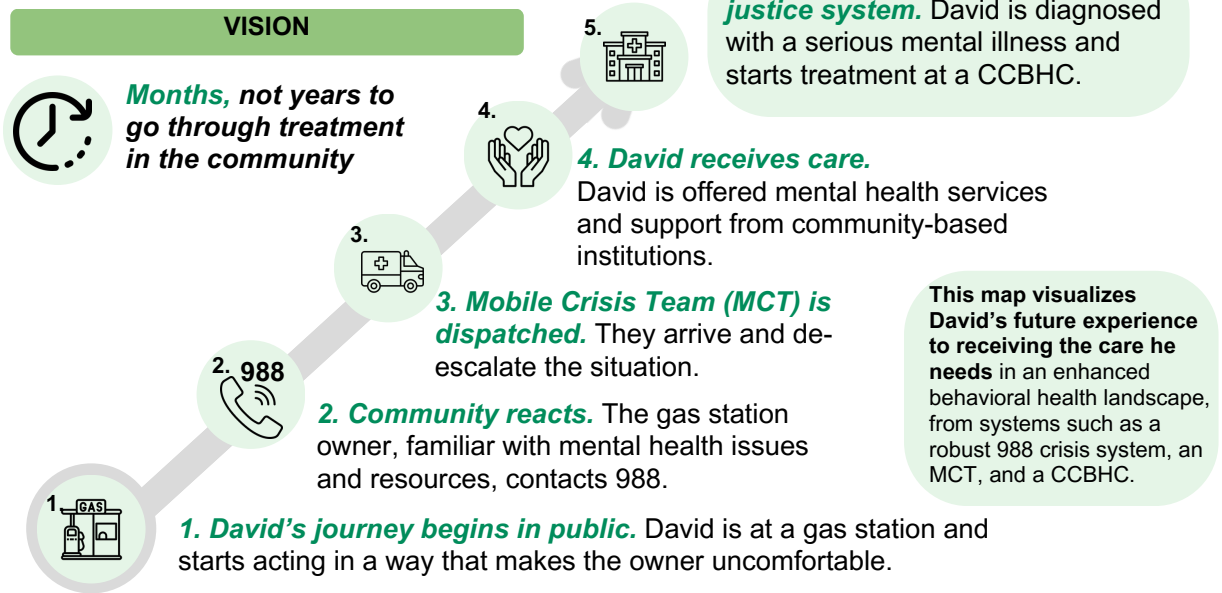 VISION
Months, not years to
go through treatment
in the community
5.
justice system. David is diagnosed
with a serious mental illness and
starts treatment at a CCBHC.
4.
4. David receives care.
David is offered mental health services
and support from community-based
institutions.
3.
3. Mobile Crisis Team (MCT) is
dispatched. They arrive and de-
escalate the situation.
This map visualizes
David's future experience
to receiving the care he
needs in an enhanced
behavioral health landscape,
from systems such as a
robust 988 crisis system, an
MCT, and a CCBHC.
2. 988
2. Community reacts. The gas station
owner, familiar with mental health issues
and resources, contacts 988.
1.
GAS
1. David's journey begins in public. David is at a gas station and
starts acting in a way that makes the owner uncomfortable.